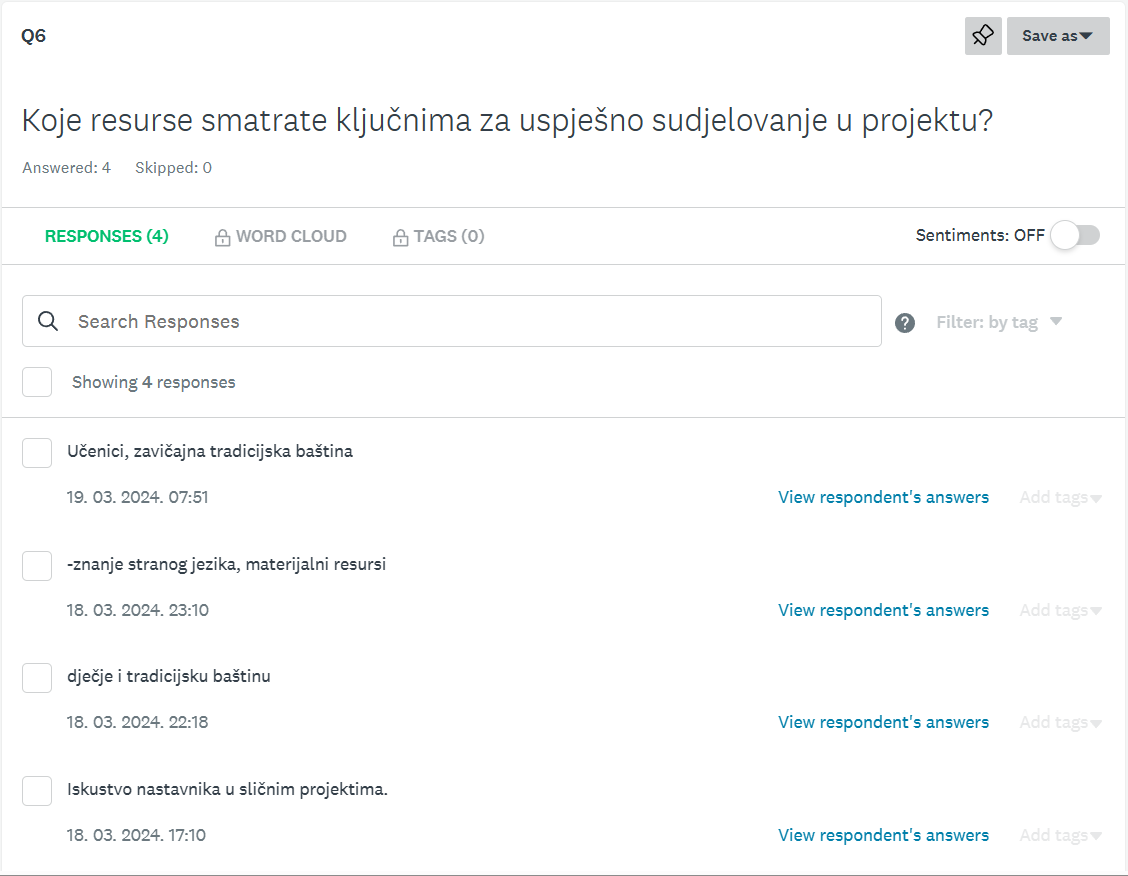 Q6
Save as
Koje resurse smatrate ključnima za uspješno sudjelovanje u projektu?
Answered: 4 Skipped: 0
RESPONSES (4) WORD CLOUD TAGS (0) Sentiments: OFF
Search Responses ? Filter: by tag
Showing 4 responses
Učenici, zavičajna tradicijska baština
19. 03. 2024. 07:51 View respondent's answers Add tags
-znanje stranog jezika, materijalni resursi
18. 03. 2024. 23:10 View respondent's answers Add tags
dječje i tradicijsku baštinu
18. 03. 2024. 22:18 View respondent's answers Add tags
Iskustvo nastavnika u sličnim projektima.
18. 03. 2024. 17:10 View respondent's answers Add tags